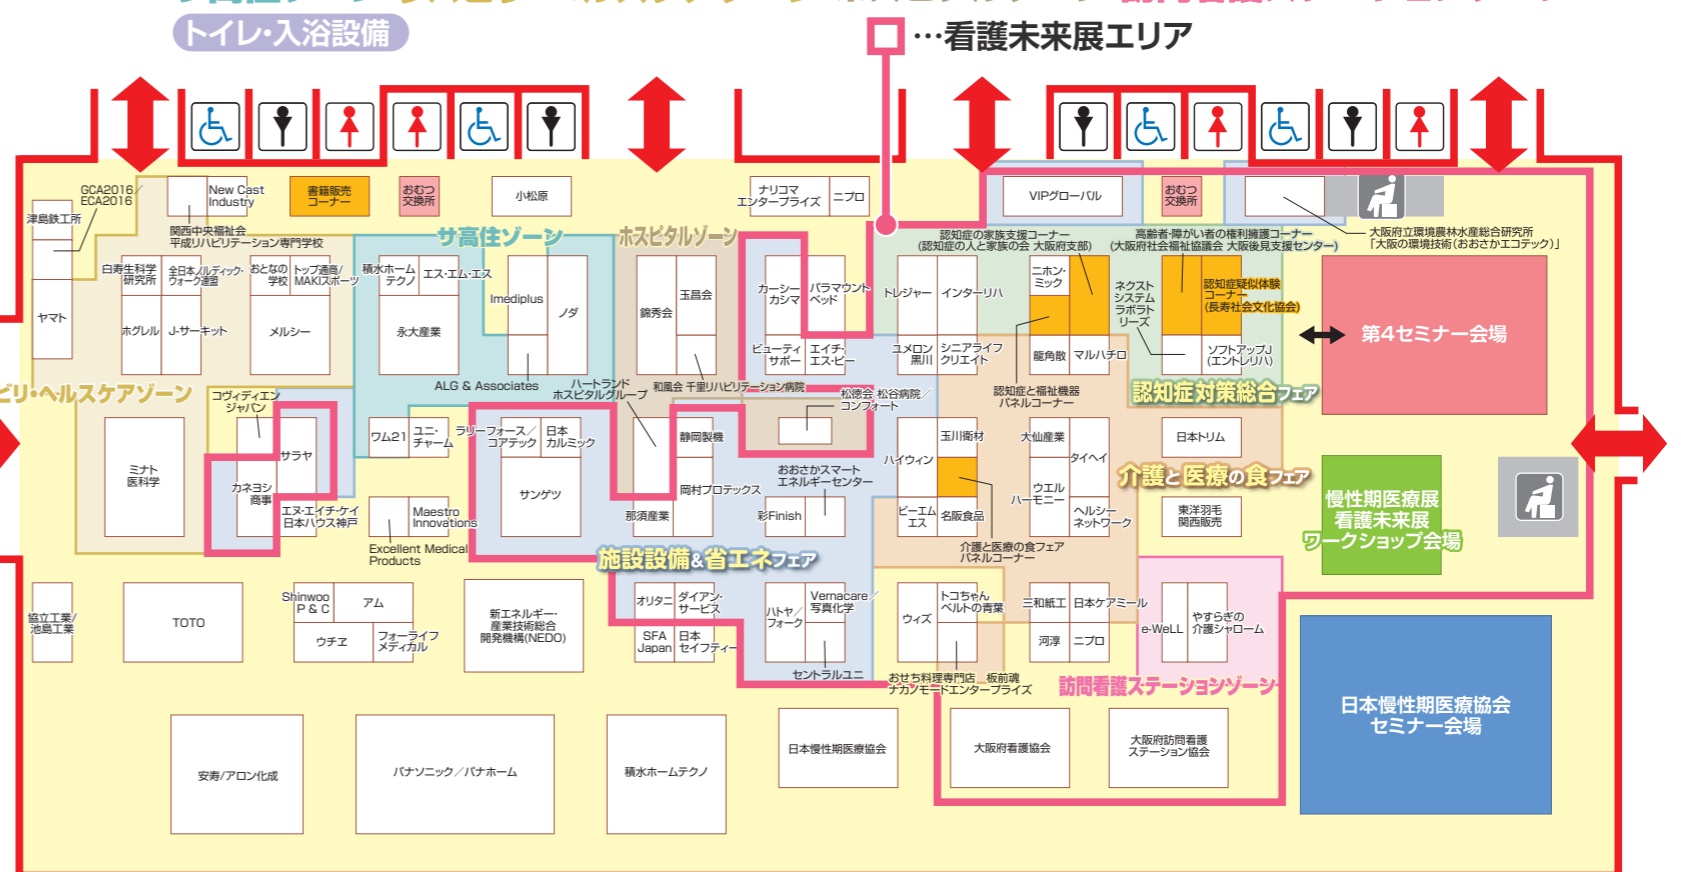 トイレ・入浴設備
…看護未来展エリア
GCA2016／
ECA2016
New Cast
Industry
書籍販売
コーナー
おむつ
交換所
小松原
ナリコマ
エンタープライズ
ニプロ
VIPグローバル
おむつ
交換所
津島鉄工所
関西中央福祉会
平成リハビリテーション専門学校
サ高住ゾーン
ホスピタルゾーン
認知症の家族支援コーナー
(認知症の人と家族の会 大阪府支部)
高齢者・障がい者の権利擁護コーナー
(大阪府社会福祉協議会 大阪後見支援センター)
大阪府立環境農林水産総合研究所
「大阪の環境技術(おおさかエコテック)」
白寿生科学
研究所
全日本ノルディック・
ウォーク連盟
おとなの
学校
トップ通商/
MAKIスポーツ
積水ホーム
テクノ
エス・エム・エス
Imediplus
ノダ
錦秀会
玉昌会
カーシー
カシマ
パラマウント
ベッド
トレジャー
インターリハ
ニホン・
ミック
ネクスト
システム
ラボラト
リーズ
認知症疑似体験
コーナー
(長寿社会文化協会)
ヤマト
ホグレル
J-サーキット
メルシー
永大産業
第4セミナー会場
ビューティ
サポー
エイチ・
エス・ピー
ユメロン
黒川
シニアライフ
クリエイト
龍角散
マルハチロ
ソフトアップJ
(エントレリハ)
ALG & Associates
ハートランド
ホスピタルグループ
和風会 千里リハビリテーション病院
認知症と福祉機器
パネルコーナー
認知症対策総合フェア
ビリ・ヘルスケアゾーン
コヴィディエン
ジャパン
松徳会 松谷病院／
コンフォート
ミナト
医科学
サラヤ
カネヨシ
商事
ワム21
ユニ・
チャーム
ラリーフォース／
コアテック
日本
カルミック
静岡製機
玉川衛材
ハイウィン
大仙産業
タイヘイ
日本トリム
サンゲツ
岡村プロテックス
おおさかスマート
エネルギーセンター
ウエル
ハーモニー
介護と医療の食フェア
エヌ・エイチ・ケイ
日本ハウス神戸
Maestro
Innovations
那須産業
彩Finish
ビーエム
エス
名阪食品
ヘルシー
ネットワーク
東洋羽毛
関西販売
慢性期医療展
看護未来展
ワークショップ会場
Excellent Medical
Products
施設設備&省エネフェア
介護と医療の食フェア
パネルコーナー
協立工業/
池島工業
TOTO
Shinwoo
P & C
アム
ウチヱ
フォーライフ
メディカル
新エネルギー・
産業技術総合
開発機構(NEDO)
オリタニ
ダイアン・
サービス
SFA
Japan
日本
セイフティー
ハトヤ／
フォーク
Vernacare／
写真化学
セントラルユニ
ウィズ
トコちゃん
ベルトの青葉
三和紙工
日本ケアミール
河淳
ニプロ
e-WeLL
やすらぎの
介護シャローム
おせち料理専門店　板前魂
ナカノモードエンタープライズ
訪問看護ステーションゾーン
安寿/アロン化成
パナソニック／パナホーム
積水ホームテクノ
日本慢性期医療協会
大阪府看護協会
大阪府訪問看護
ステーション協会
日本慢性期医療協会
セミナー会場